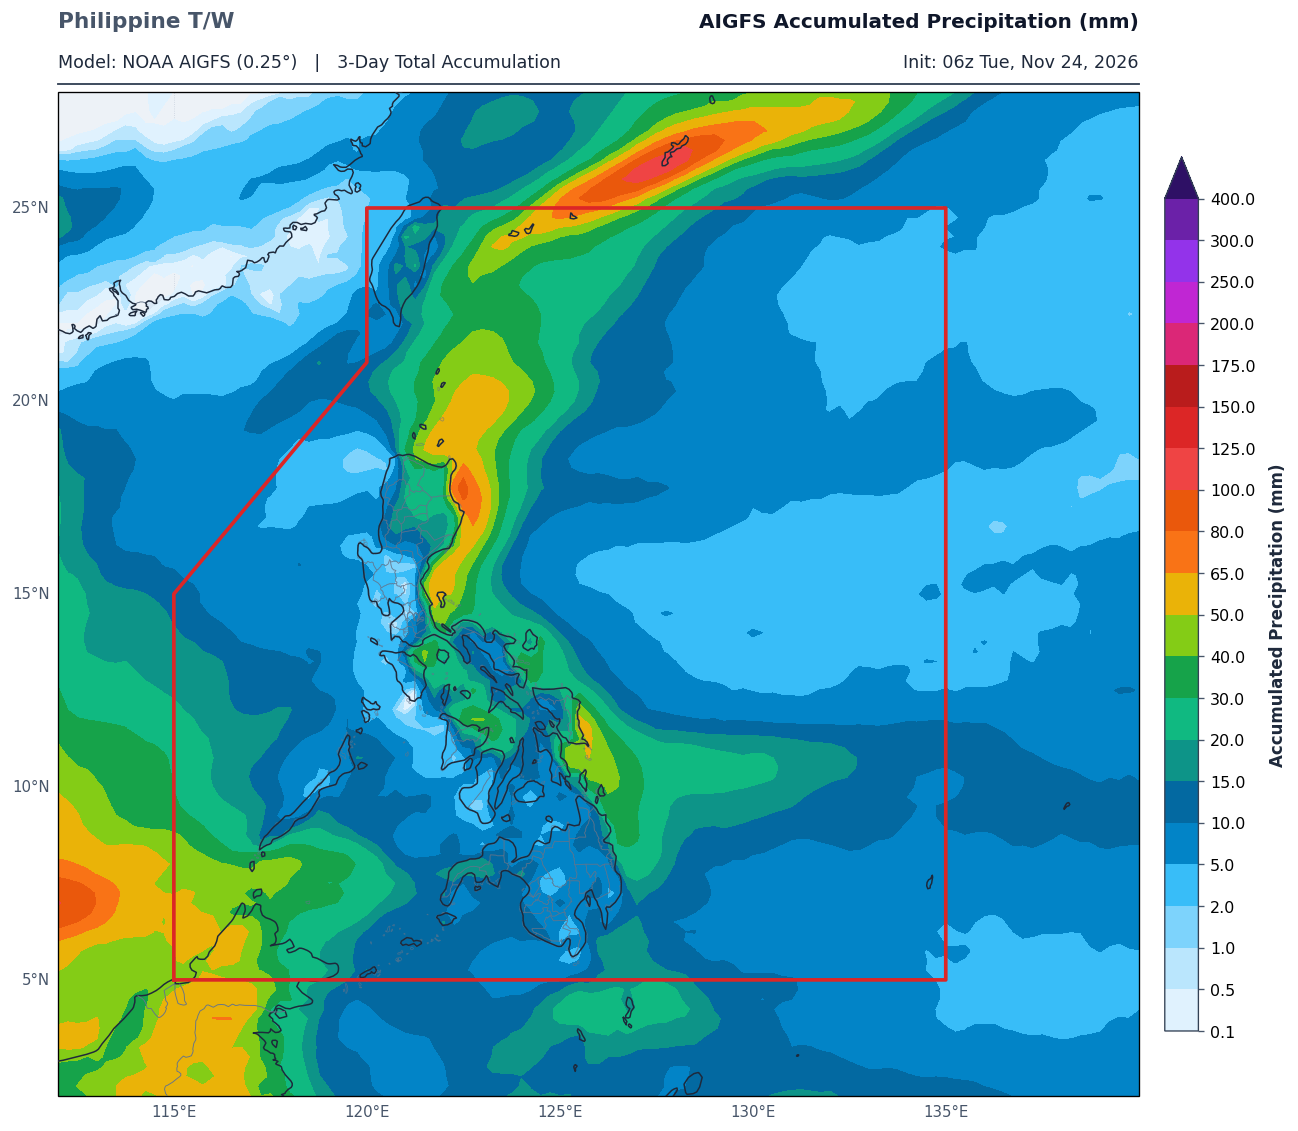 Philippine T/W
AIGFS Accumulated Precipitation (mm)
Model: NOAA AIGFS (0.25°)   |   3-Day Total Accumulation
Init: 06z Tue, Nov 24, 2026
25°N
20°N
15°N
10°N
5°N
115°E
120°E
125°E
130°E
135°E
400.0
300.0
250.0
200.0
175.0
150.0
125.0
100.0
80.0
65.0
50.0
40.0
30.0
20.0
15.0
10.0
5.0
2.0
1.0
0.5
0.1
Accumulated Precipitation (mm)